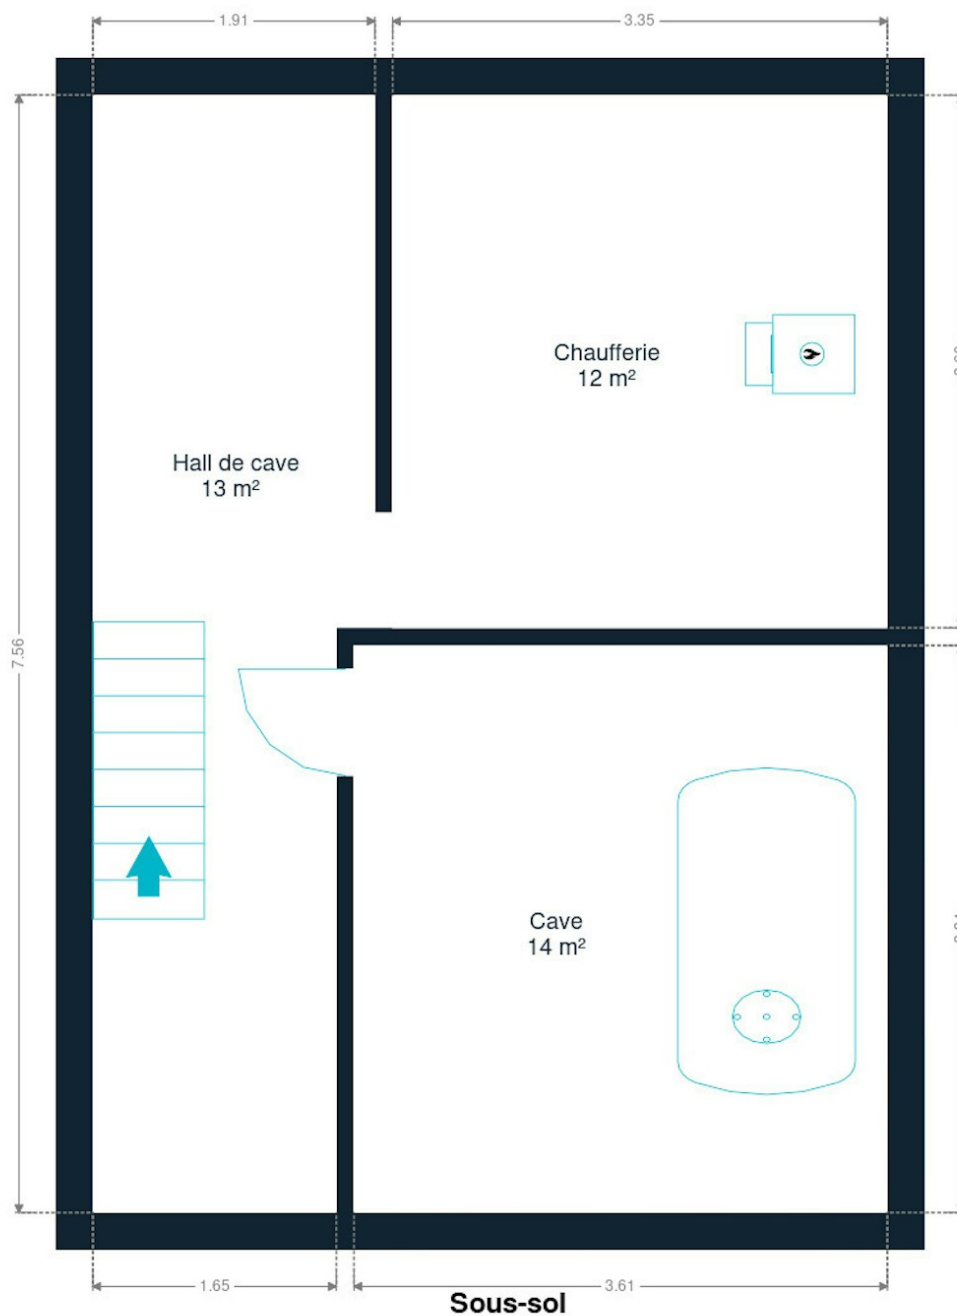 1.91
3.35
Chaufferie
12 m²
Hall de cave
13 m²
7.56
Cave
14 m²
1.65
3.61
Sous-sol